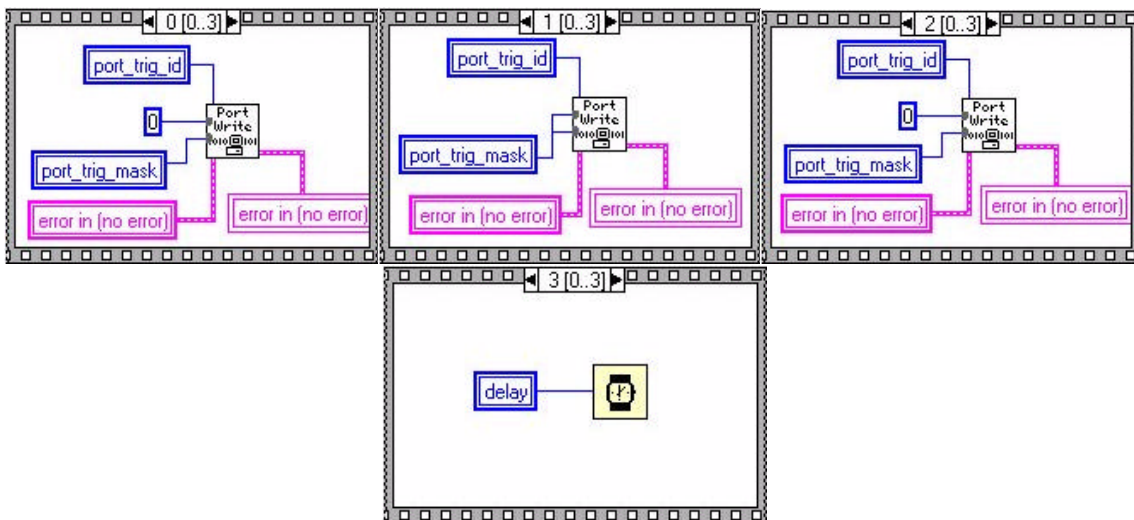 0 [0..3]
port_trig_id
Port
Write
0
port_trig_mask
error in (no error)
error in (no error)
1 [0..3]
port_trig_id
Port
Write
port_trig_mask
error in (no error)
error in (no error)
2 [0..3]
port_trig_id
Port
Write
0
port_trig_mask
error in (no error)
error in (no error)
3 [0..3]
delay